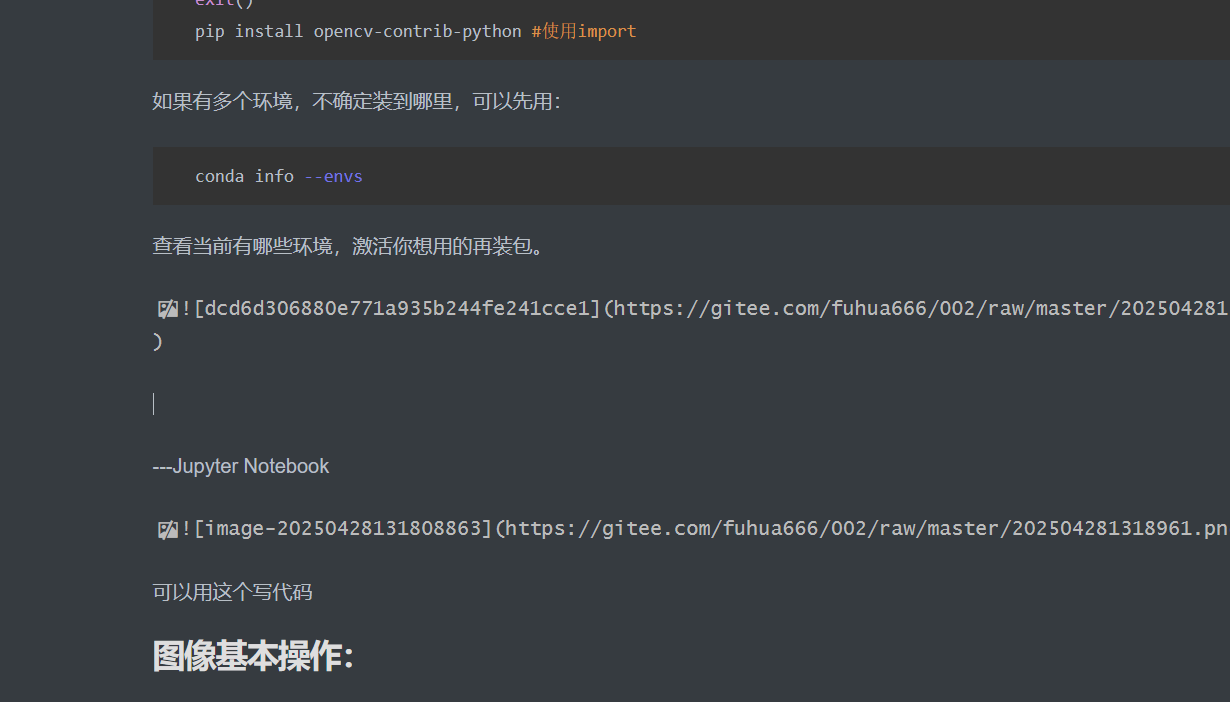 exit()
pip install opencv-contrib-python #使用import
如果有多个环境，不确定装到哪里，可以先用：
conda info --envs
查看当前有哪些环境，激活你想用的再装包。
![dcd6d306880e771a935b244fe241cce1](https://gitee.com/fuhua666/002/raw/master/202504281
)
---Jupyter Notebook
![image-20250428131808863](https://gitee.com/fuhua666/002/raw/master/202504281318961.pn
可以用这个写代码
图像基本操作：